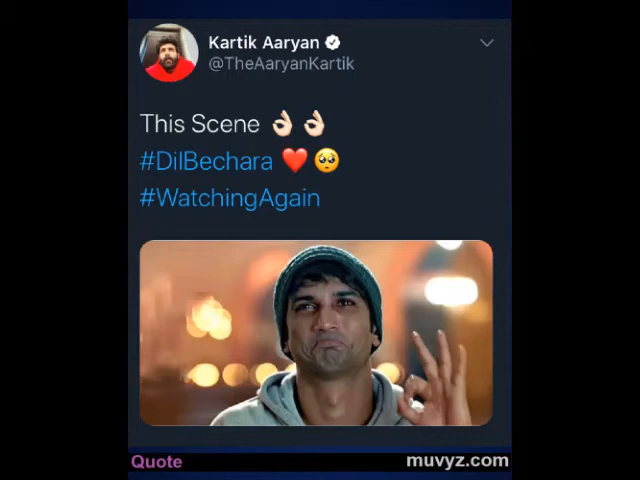 Kartik Aaryan
@TheAaryanKartik
This Scene 👌🏻 👌🏻
#DilBechara ❤️ 🥺
#WatchingAgain
Quote
muvyz.com